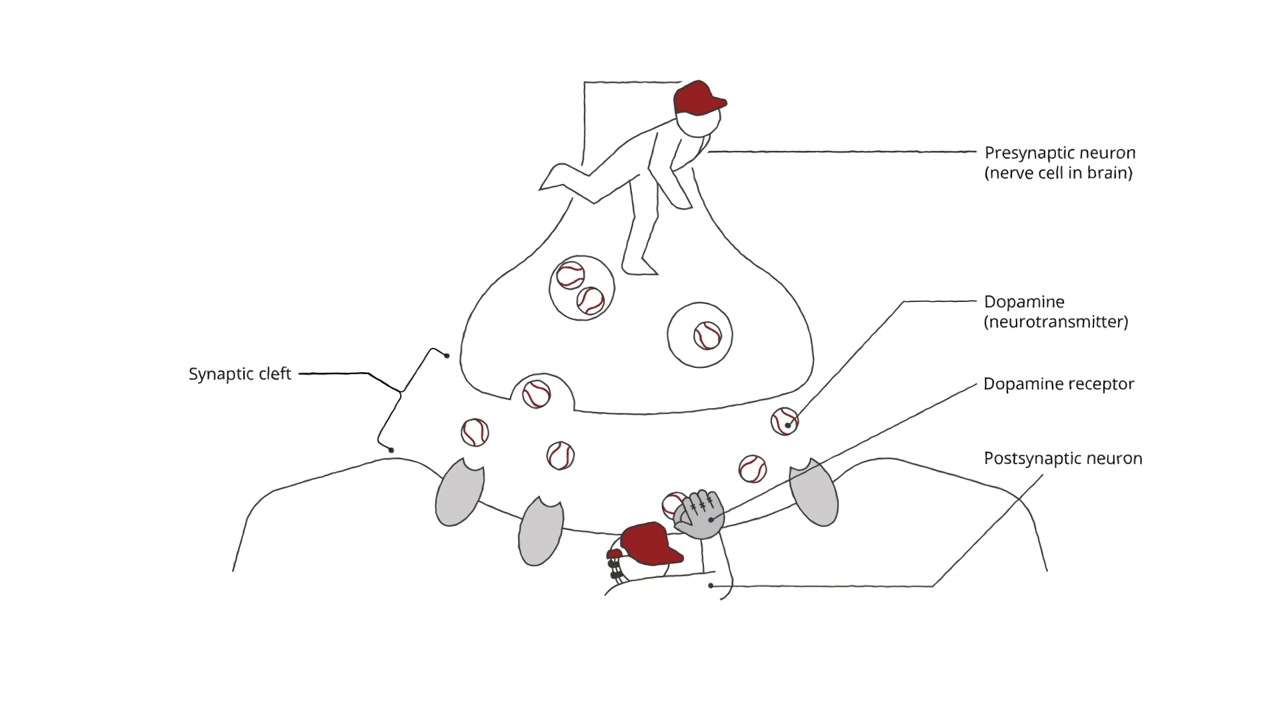 Presynaptic neuron
(nerve cell in brain)
Dopamine
(neurotransmitter)
Synaptic cleft
Dopamine receptor
Postsynaptic neuron